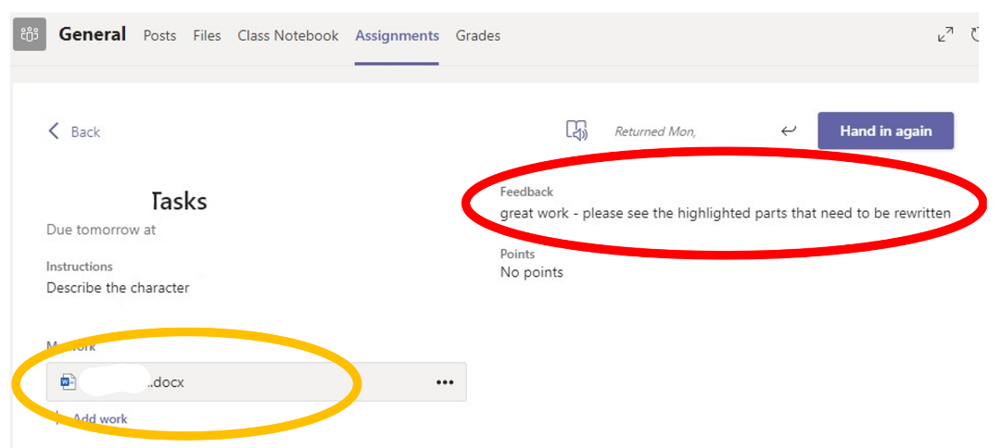 General Posts Files Class Notebook Assignments Grades
Back
Returned Mon,
Hand in again
Tasks
Due tomorrow at
Feedback
great work - please see the highlighted parts that need to be rewritten
Instructions
Describe the character
Points
No points
My work
.docx
Add work